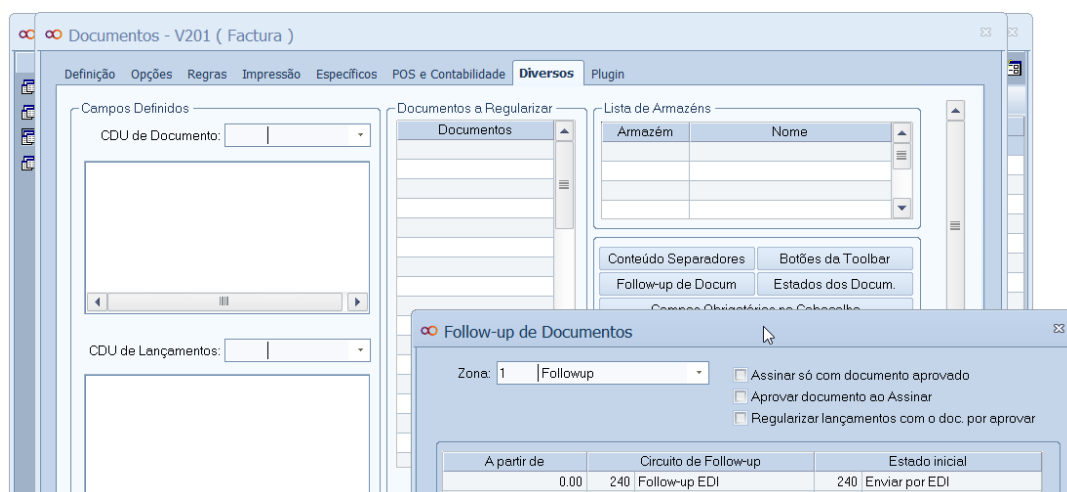 Documentos - V201 ( Factura )
Definição Opções Regras Impressão Específicos POS e Contabilidade Diversos Plugin
Campos Definidos
CDU de Documento:
Documentos a Regularizar
Documentos
Lista de Armazéns
Armazém Nome
Conteúdo Separadores Botões da Toolbar
Follow-up de Docum Estados dos Docum.
Campos Obrigatórios no Cabeçalho
CDU de Lançamentos:
Follow-up de Documentos
Zona: 1 Followup
Assinar só com documento aprovado
Aprovar documento ao Assinar
Regularizar lançamentos com o doc. por aprovar
A partir de Circuito de Follow-up Estado inicial
0.00 240 Follow-up EDI 240 Enviar por EDI